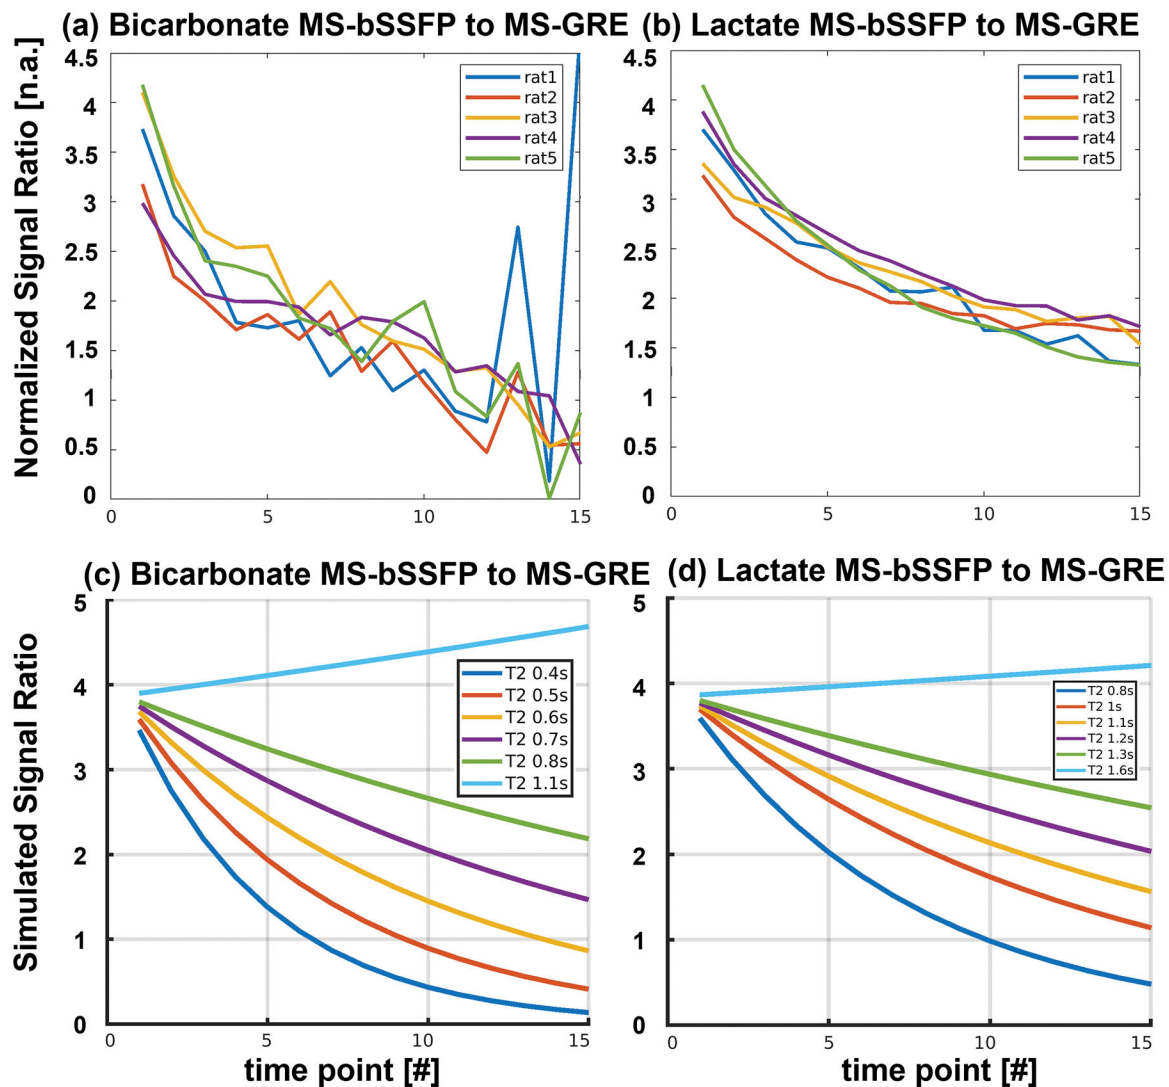 (a) Bicarbonate MS-bSSFP to MS-GRE
Normalized Signal Ratio [n.a.]
4.5
4
3.5
3
2.5
2
1.5
1
0.5
0
0
5
10
15
rat1
rat2
rat3
rat4
rat5
(b) Lactate MS-bSSFP to MS-GRE
4.5
4
3.5
3
2.5
2
1.5
1
0.5
0
0
5
10
15
rat1
rat2
rat3
rat4
rat5
(c) Bicarbonate MS-bSSFP to MS-GRE
Simulated Signal Ratio
5
4
3
2
1
0
0
5
10
15
time point [#]
T2 0.4s
T2 0.5s
T2 0.6s
T2 0.7s
T2 0.8s
T2 1.1s
(d) Lactate MS-bSSFP to MS-GRE
5
4
3
2
1
0
0
5
10
15
time point [#]
T2 0.8s
T2 1s
T2 1.1s
T2 1.2s
T2 1.3s
T2 1.6s